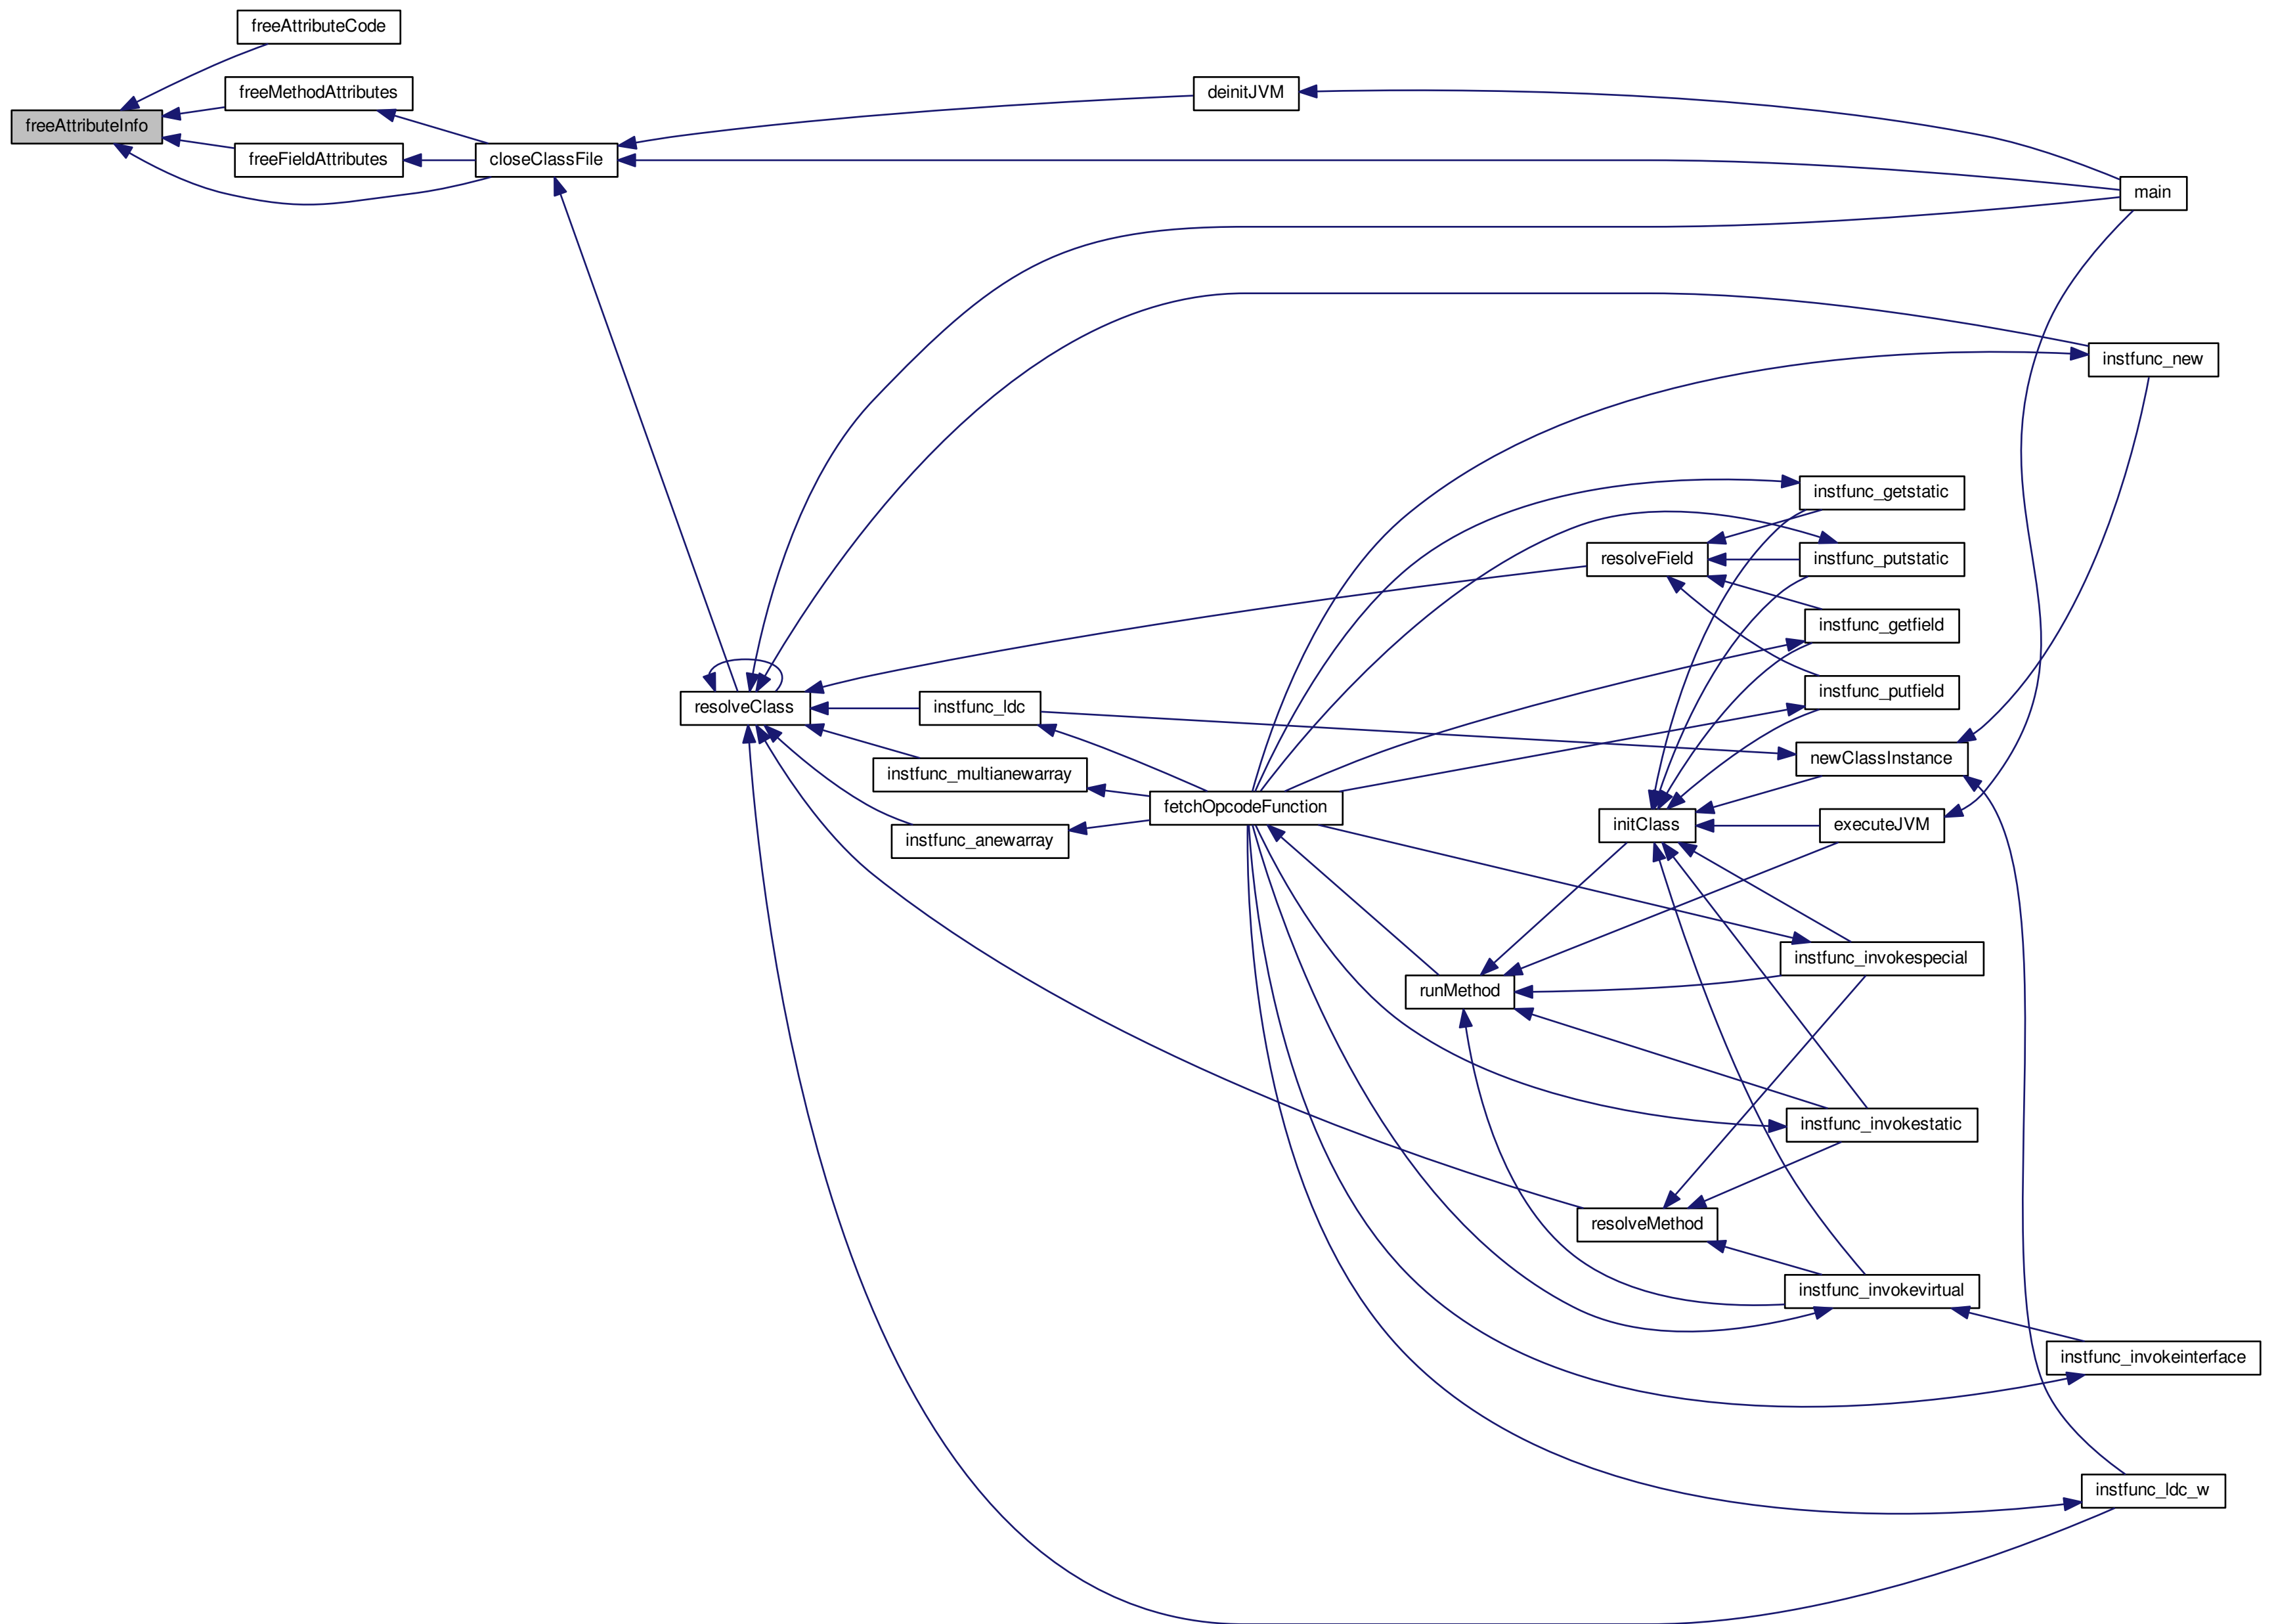 freeAttributeCode
freeMethodAttributes
deinitJVM
freeAttributeInfo
freeFieldAttributes
closeClassFile
main
instfunc_new
instfunc_getstatic
resolveField
instfunc_putstatic
instfunc_getfield
instfunc_putfield
resolveClass
instfunc_ldc
newClassInstance
instfunc_multianewarray
fetchOpcodeFunction
initClass
executeJVM
instfunc_anewarray
instfunc_invokespecial
runMethod
instfunc_invokestatic
resolveMethod
instfunc_invokevirtual
instfunc_invokeinterface
instfunc_ldc_w